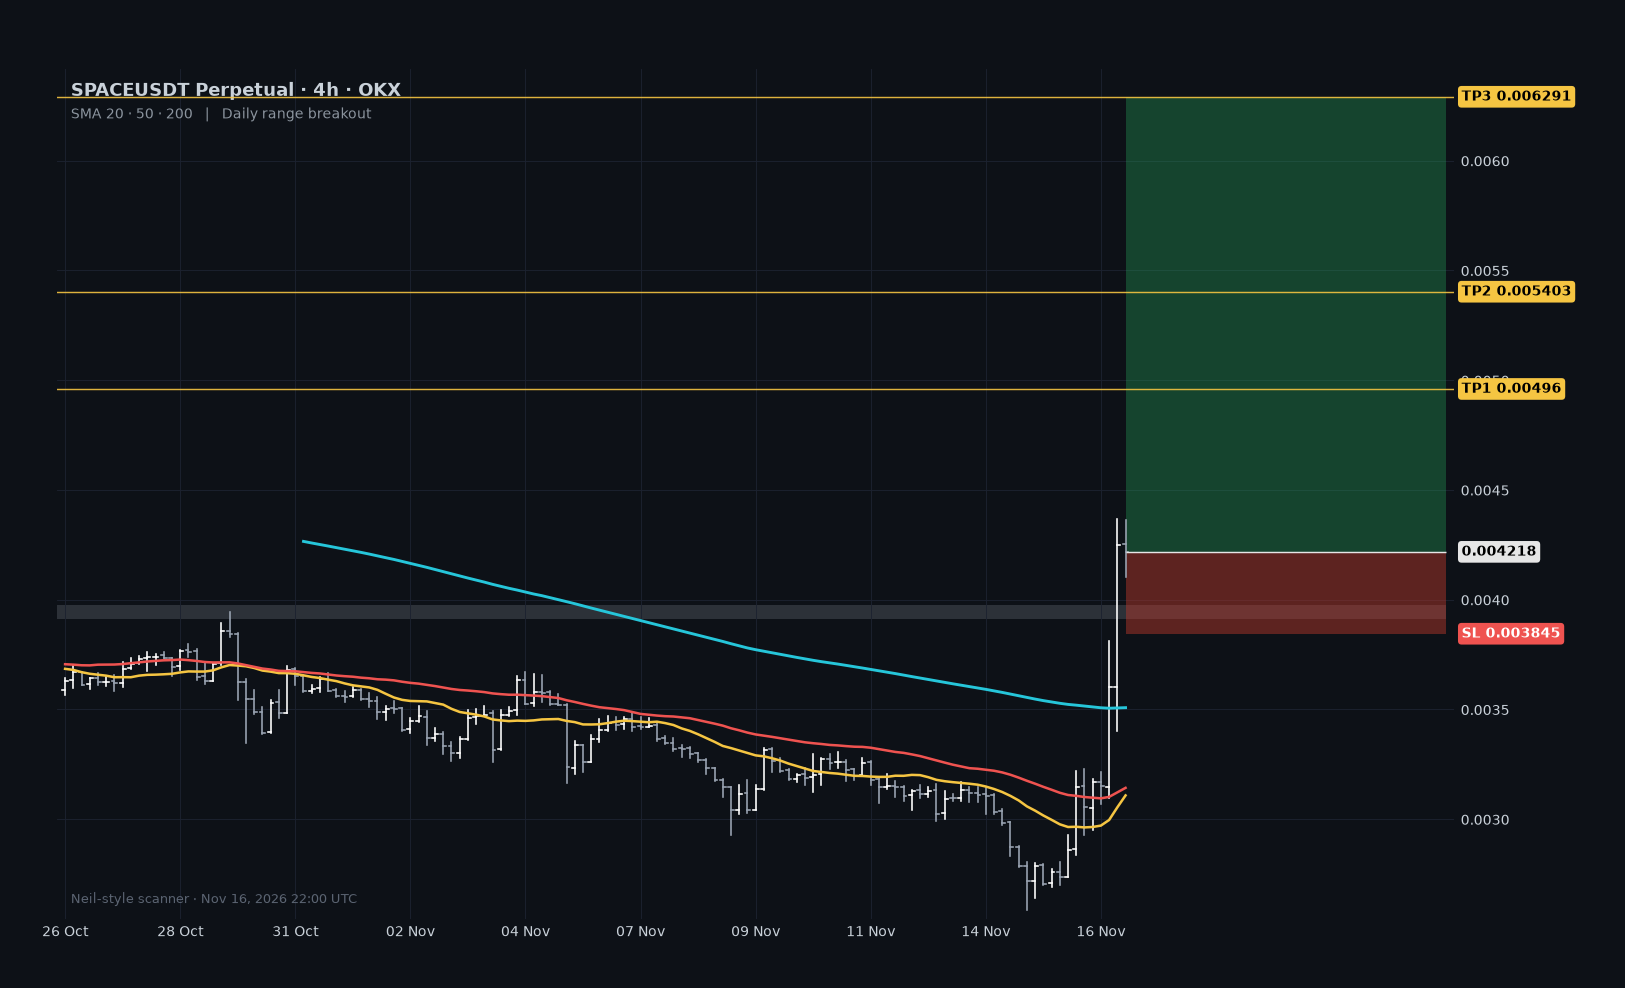 SPACEUSDT Perpetual · 4h · OKX
SMA 20 · 50 · 200 | Daily range breakout
TP3 0.006291
0.0060
0.0055
TP2 0.005403
TP1 0.00496
0.0045
0.004218
0.0040
SL 0.003845
0.0035
0.0030
Neil-style scanner · Nov 16, 2026 22:00 UTC
26 Oct 28 Oct 31 Oct 02 Nov 04 Nov 07 Nov 09 Nov 11 Nov 14 Nov 16 Nov